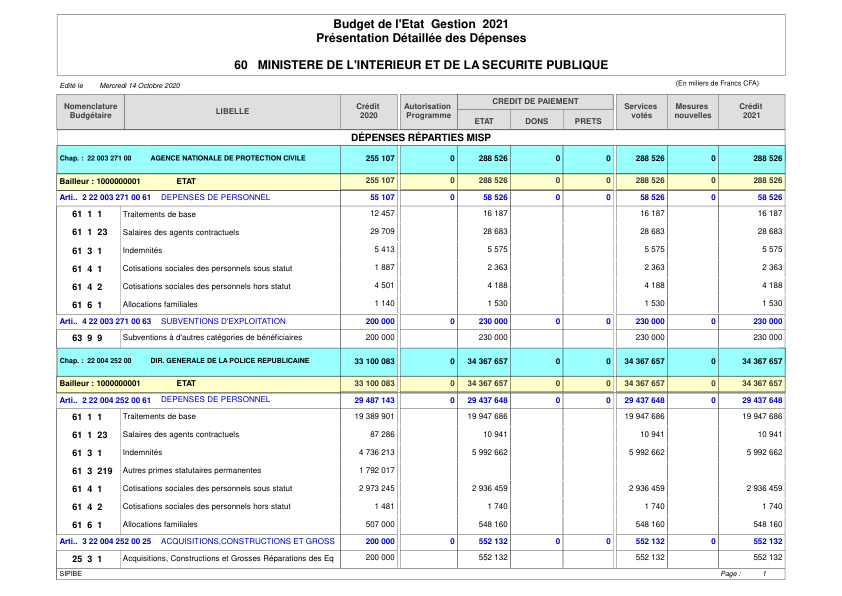 Budget de l'Etat Gestion 2021
Présentation Détaillée des Dépenses
60 MINISTERE DE L'INTERIEUR ET DE LA SECURITE PUBLIQUE
Edité le Mercredi 14 Octobre 2020 (En milliers de Francs CFA)
Nomenclature Budgétaire LIBELLE Crédit 2020 Autorisation Programme CREDIT DE PAIEMENT ETAT DONS PRETS Services votés Mesures nouvelles Crédit 2021
DÉPENSES RÉPARTIES MISP
Chap. : 22 003 271 00 AGENCE NATIONALE DE PROTECTION CIVILE 255 107 0 288 526 0 0 288 526 0 288 526
Bailleur : 1000000001 ETAT 255 107 0 288 526 0 0 288 526 0 288 526
Arti.. 2 22 003 271 00 61 DEPENSES DE PERSONNEL 55 107 0 58 526 0 0 58 526 0 58 526
61 1 1 Traitements de base 12 457 16 187 16 187 16 187
61 1 23 Salaires des agents contractuels 29 709 28 683 28 683 28 683
61 3 1 Indemnités 5 413 5 575 5 575 5 575
61 4 1 Cotisations sociales des personnels sous statut 1 887 2 363 2 363 2 363
61 4 2 Cotisations sociales des personnels hors statut 4 501 4 188 4 188 4 188
61 6 1 Allocations familiales 1 140 1 530 1 530 1 530
Arti.. 4 22 003 271 00 63 SUBVENTIONS D'EXPLOITATION 200 000 0 230 000 0 0 230 000 0 230 000
63 9 9 Subventions à d'autres catégories de bénéficiaires 200 000 230 000 230 000 230 000
Chap. : 22 004 252 00 DIR. GENERALE DE LA POLICE REPUBLICAINE 33 100 083 0 34 367 657 0 0 34 367 657 0 34 367 657
Bailleur : 1000000001 ETAT 33 100 083 0 34 367 657 0 0 34 367 657 0 34 367 657
Arti.. 2 22 004 252 00 61 DEPENSES DE PERSONNEL 29 487 143 0 29 437 648 0 0 29 437 648 0 29 437 648
61 1 1 Traitements de base 19 389 901 19 947 686 19 947 686 19 947 686
61 1 23 Salaires des agents contractuels 87 286 10 941 10 941 10 941
61 3 1 Indemnités 4 736 213 5 992 662 5 992 662 5 992 662
61 3 219 Autres primes statutaires permanentes 1 792 017
61 4 1 Cotisations sociales des personnels sous statut 2 973 245 2 936 459 2 936 459 2 936 459
61 4 2 Cotisations sociales des personnels hors statut 1 481 1 740 1 740 1 740
61 6 1 Allocations familiales 507 000 548 160 548 160 548 160
Arti.. 3 22 004 252 00 25 ACQUISITIONS,CONSTRUCTIONS ET GROSS 200 000 0 552 132 0 0 552 132 0 552 132
25 3 1 Acquisitions, Constructions et Grosses Réparations des Eq 200 000 552 132 552 132 552 132
SIPIBE Page : 1